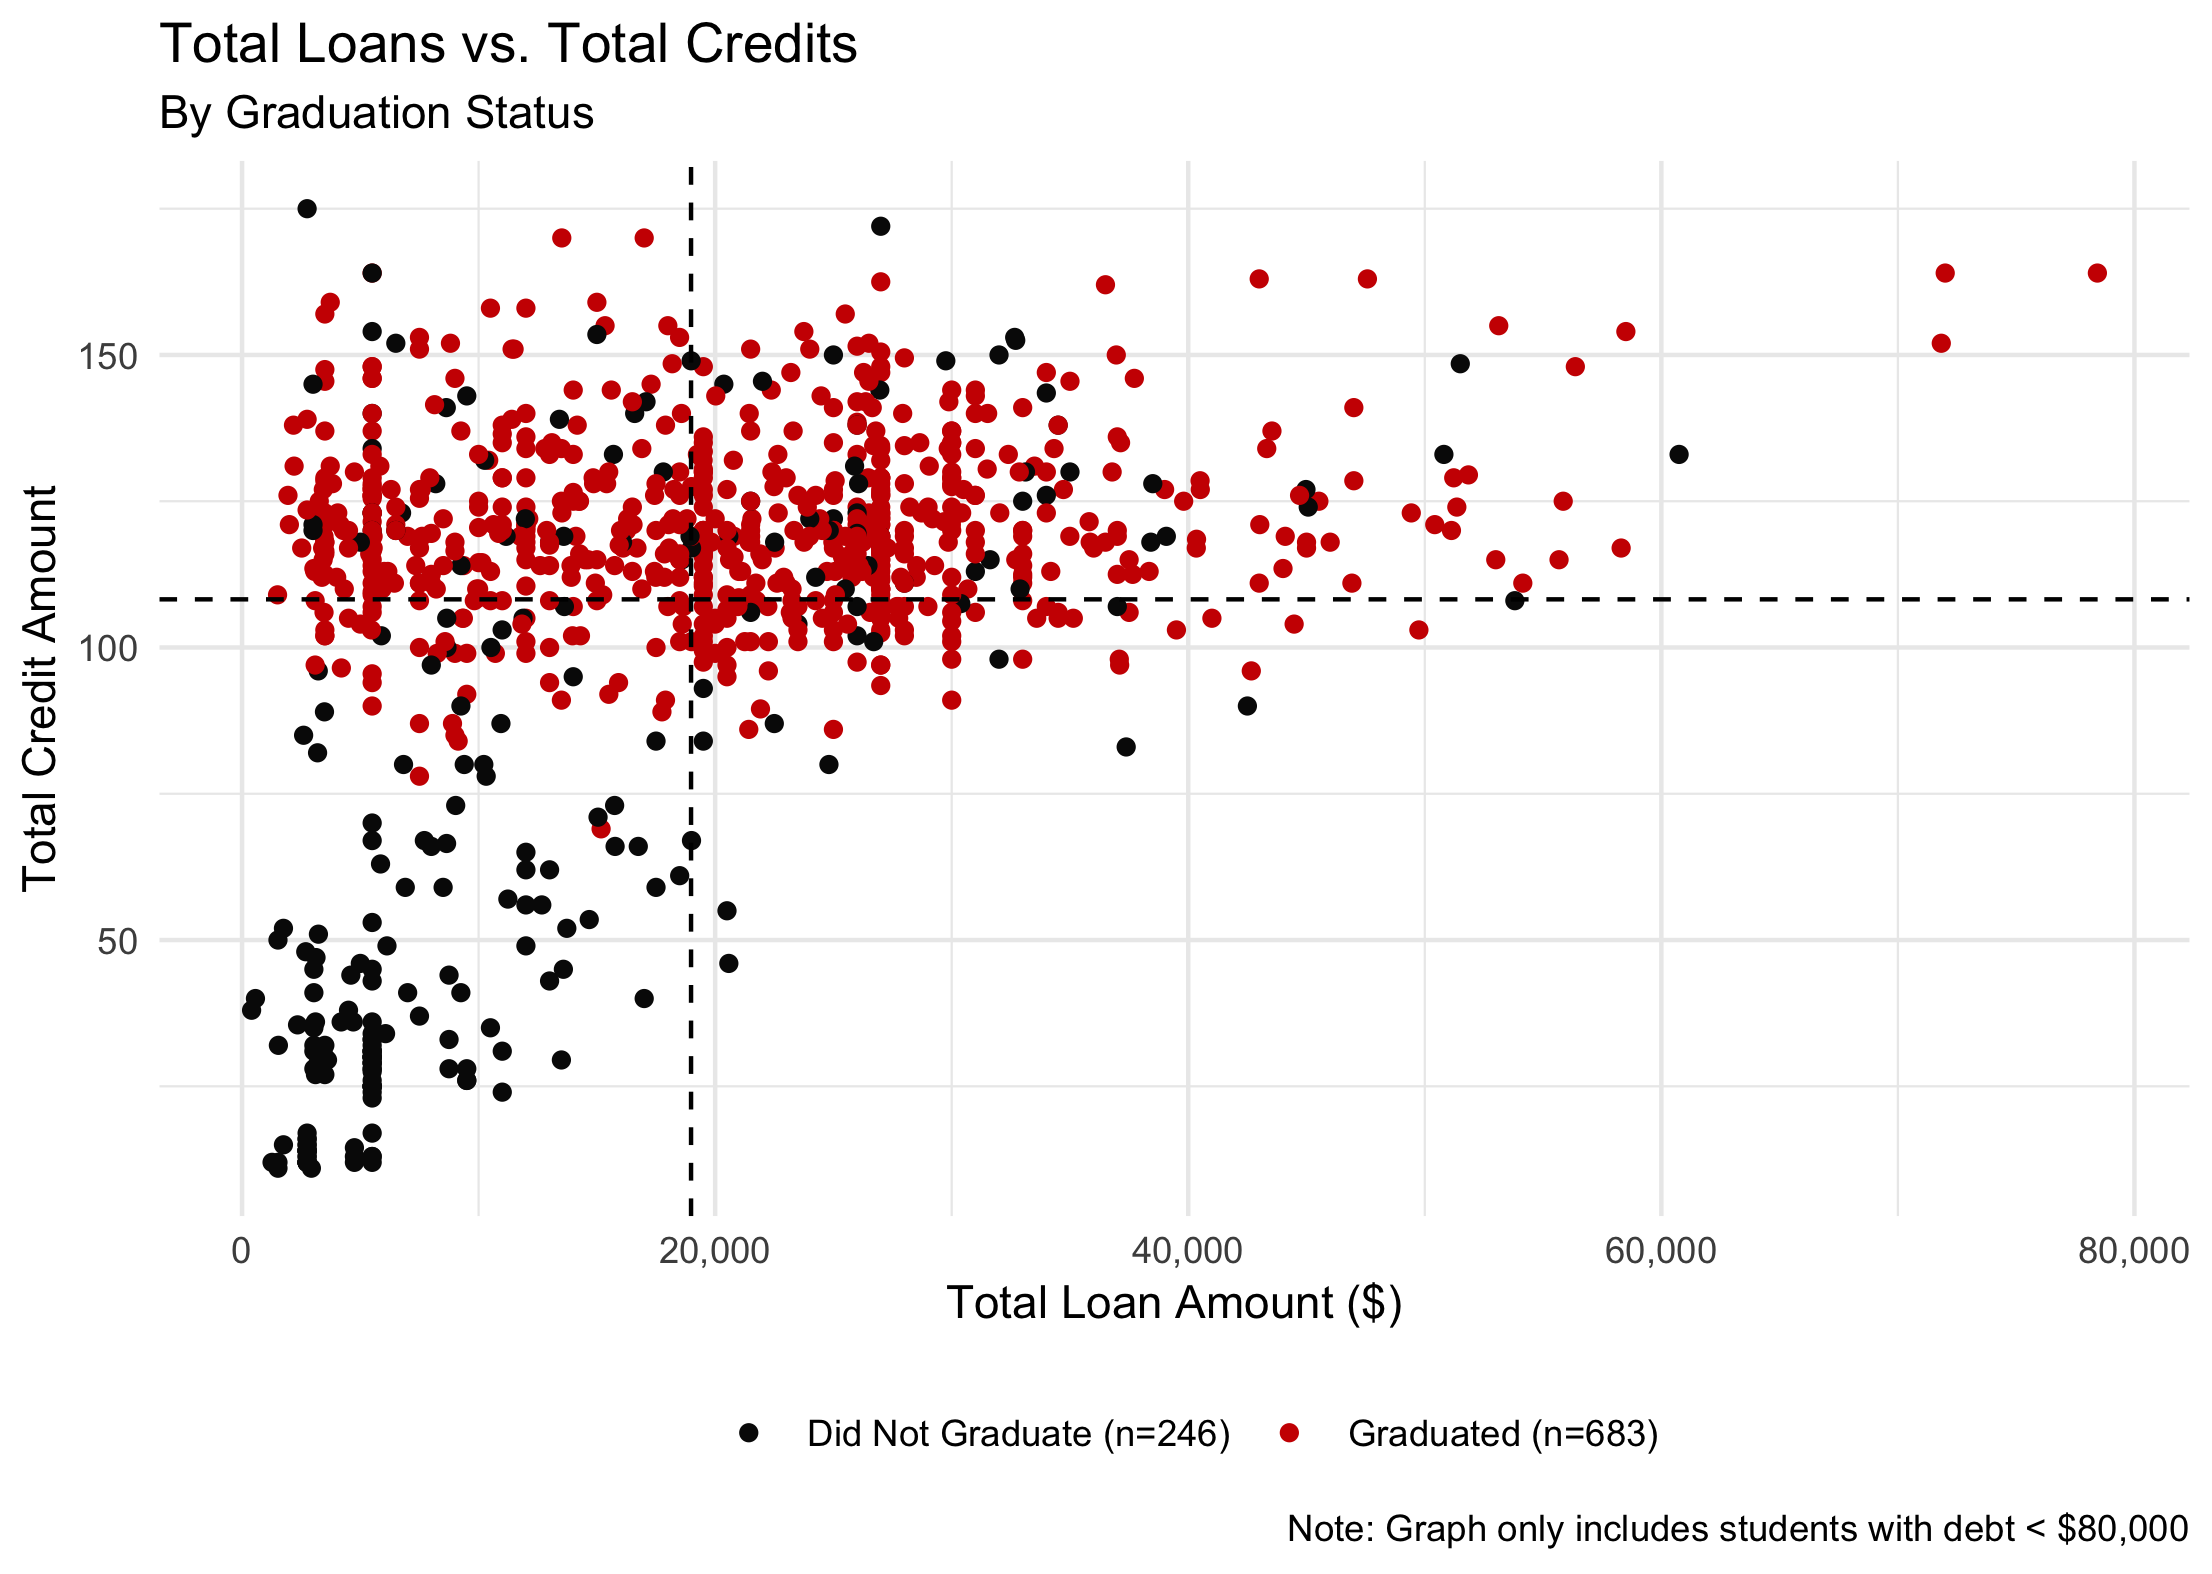 Total Loans vs. Total Credits
By Graduation Status
Total Credit Amount
150
100
50
0 20,000 40,000 60,000 80,000
Total Loan Amount ($)
Did Not Graduate (n=246) Graduated (n=683)
Note: Graph only includes students with debt < $80,000